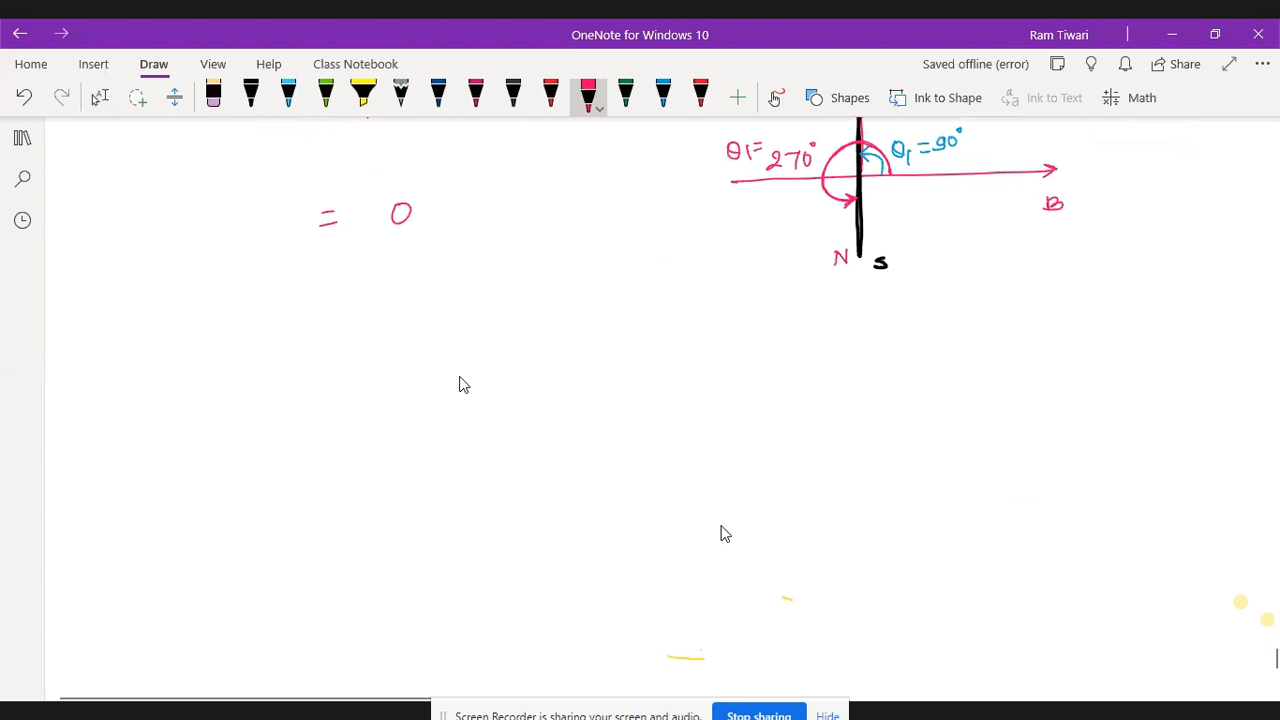 OneNote for Windows 10
Ram Tiwari
Home Insert Draw View Help Class Notebook
Saved offline (error) Share
Shapes Ink to Shape Ink to Text Math
θ1= 270° θ1 =90°
= 0
B
N S
Screen Recorder is sharing your screen and audio. Stop sharing Hide